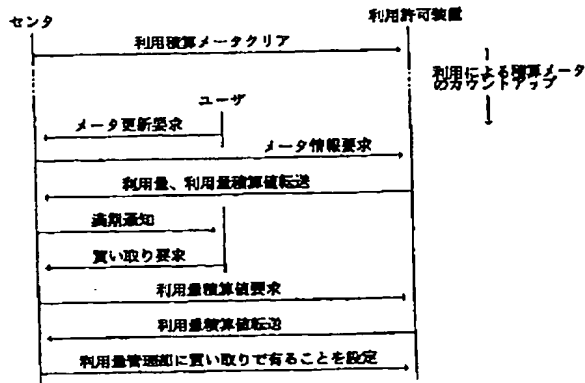 センタ
利用許可装置
利用積算メータクリア
利用による積算メータ
のカウントアップ
ユーザ
メータ更新要求
メータ情報要求
利用量、利用量積算値転送
満期通知
買い取り要求
利用量積算値要求
利用量積算値転送
利用量管理部に買い取りで有ることを設定